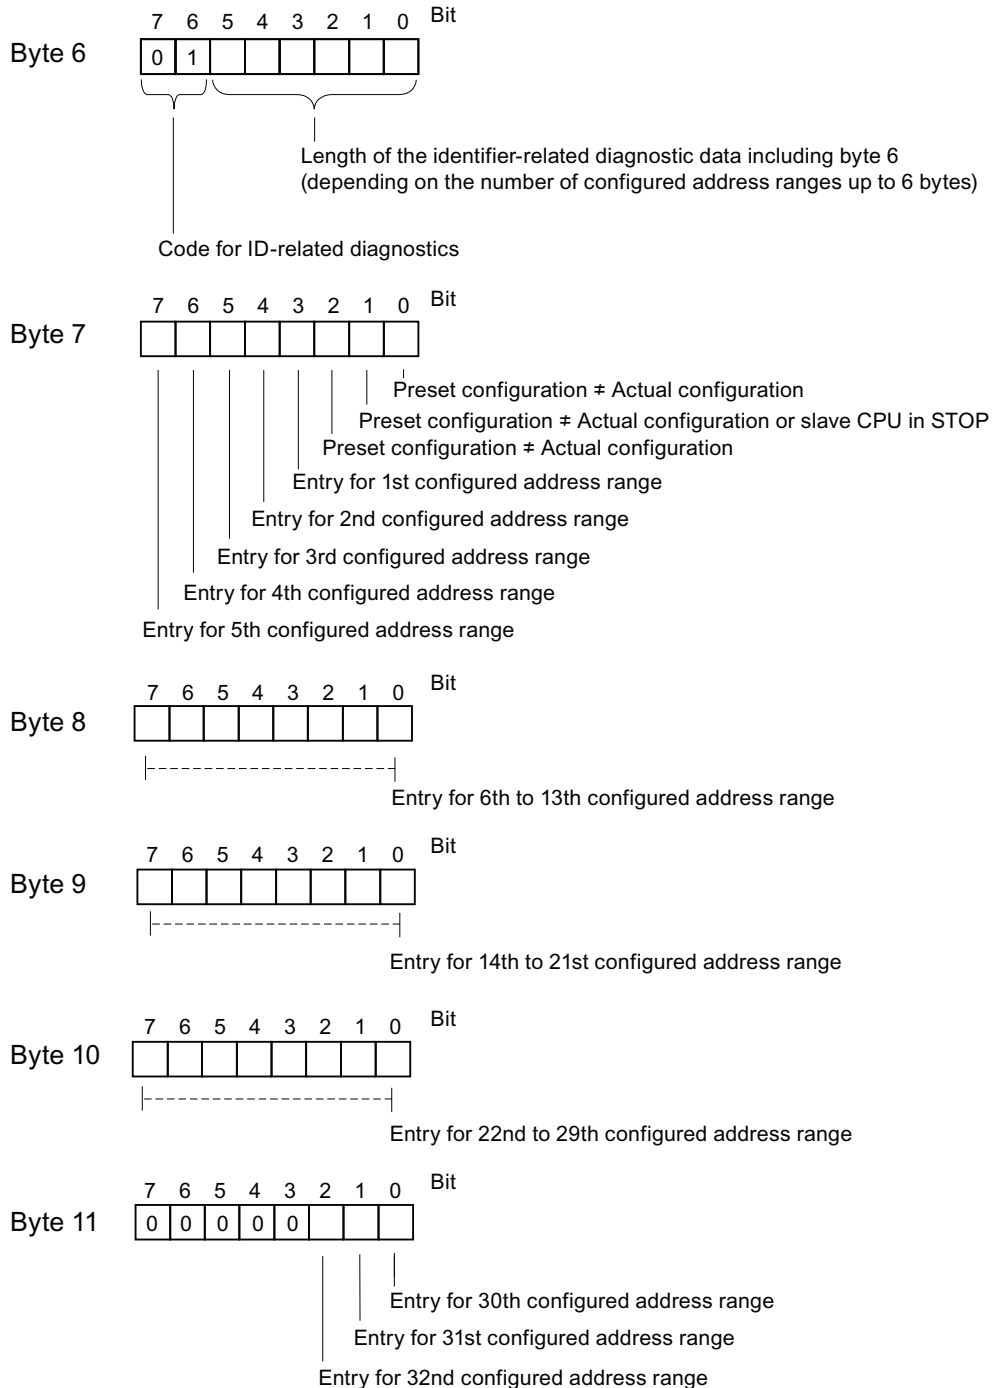 7 6 5 4 3 2 1 0 Bit
Byte 6 0 1
Length of the identifier-related diagnostic data including byte 6
(depending on the number of configured address ranges up to 6 bytes)
Code for ID-related diagnostics
7 6 5 4 3 2 1 0 Bit
Byte 7
Preset configuration ≠ Actual configuration
Preset configuration ≠ Actual configuration or slave CPU in STOP
Preset configuration ≠ Actual configuration
Entry for 1st configured address range
Entry for 2nd configured address range
Entry for 3rd configured address range
Entry for 4th configured address range
Entry for 5th configured address range
7 6 5 4 3 2 1 0 Bit
Byte 8
Entry for 6th to 13th configured address range
7 6 5 4 3 2 1 0 Bit
Byte 9
Entry for 14th to 21st configured address range
7 6 5 4 3 2 1 0 Bit
Byte 10
Entry for 22nd to 29th configured address range
7 6 5 4 3 2 1 0 Bit
Byte 11 0 0 0 0 0
Entry for 30th configured address range
Entry for 31st configured address range
Entry for 32nd configured address range